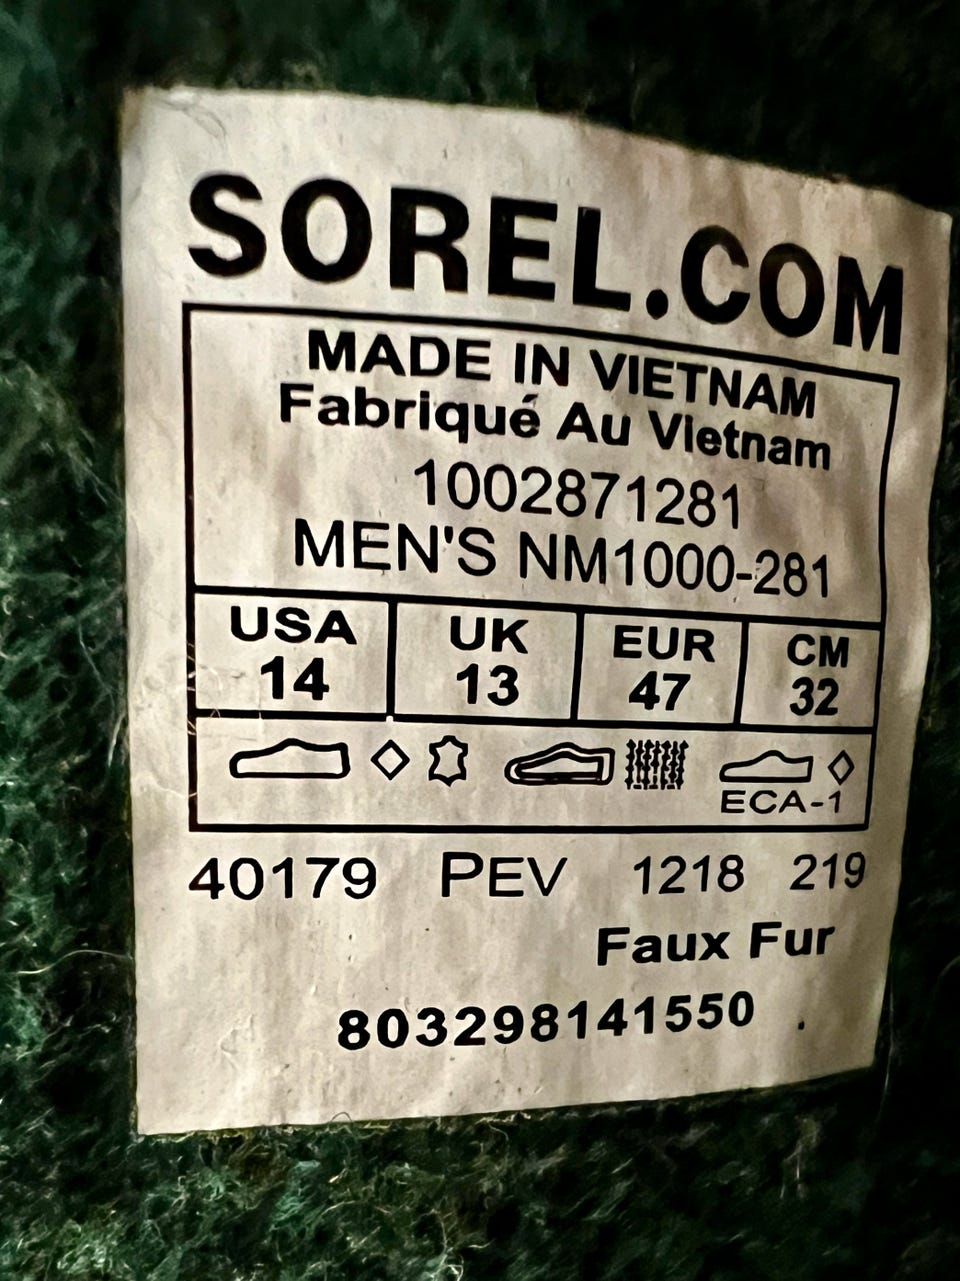 SOREL.COM
MADE IN VIETNAM
Fabriqué Au Vietnam
1002871281
MEN'S NM1000-281
USA UK EUR CM
14 13 47 32
ECA-1
40179 PEV 1218 219
Faux Fur
803298141550